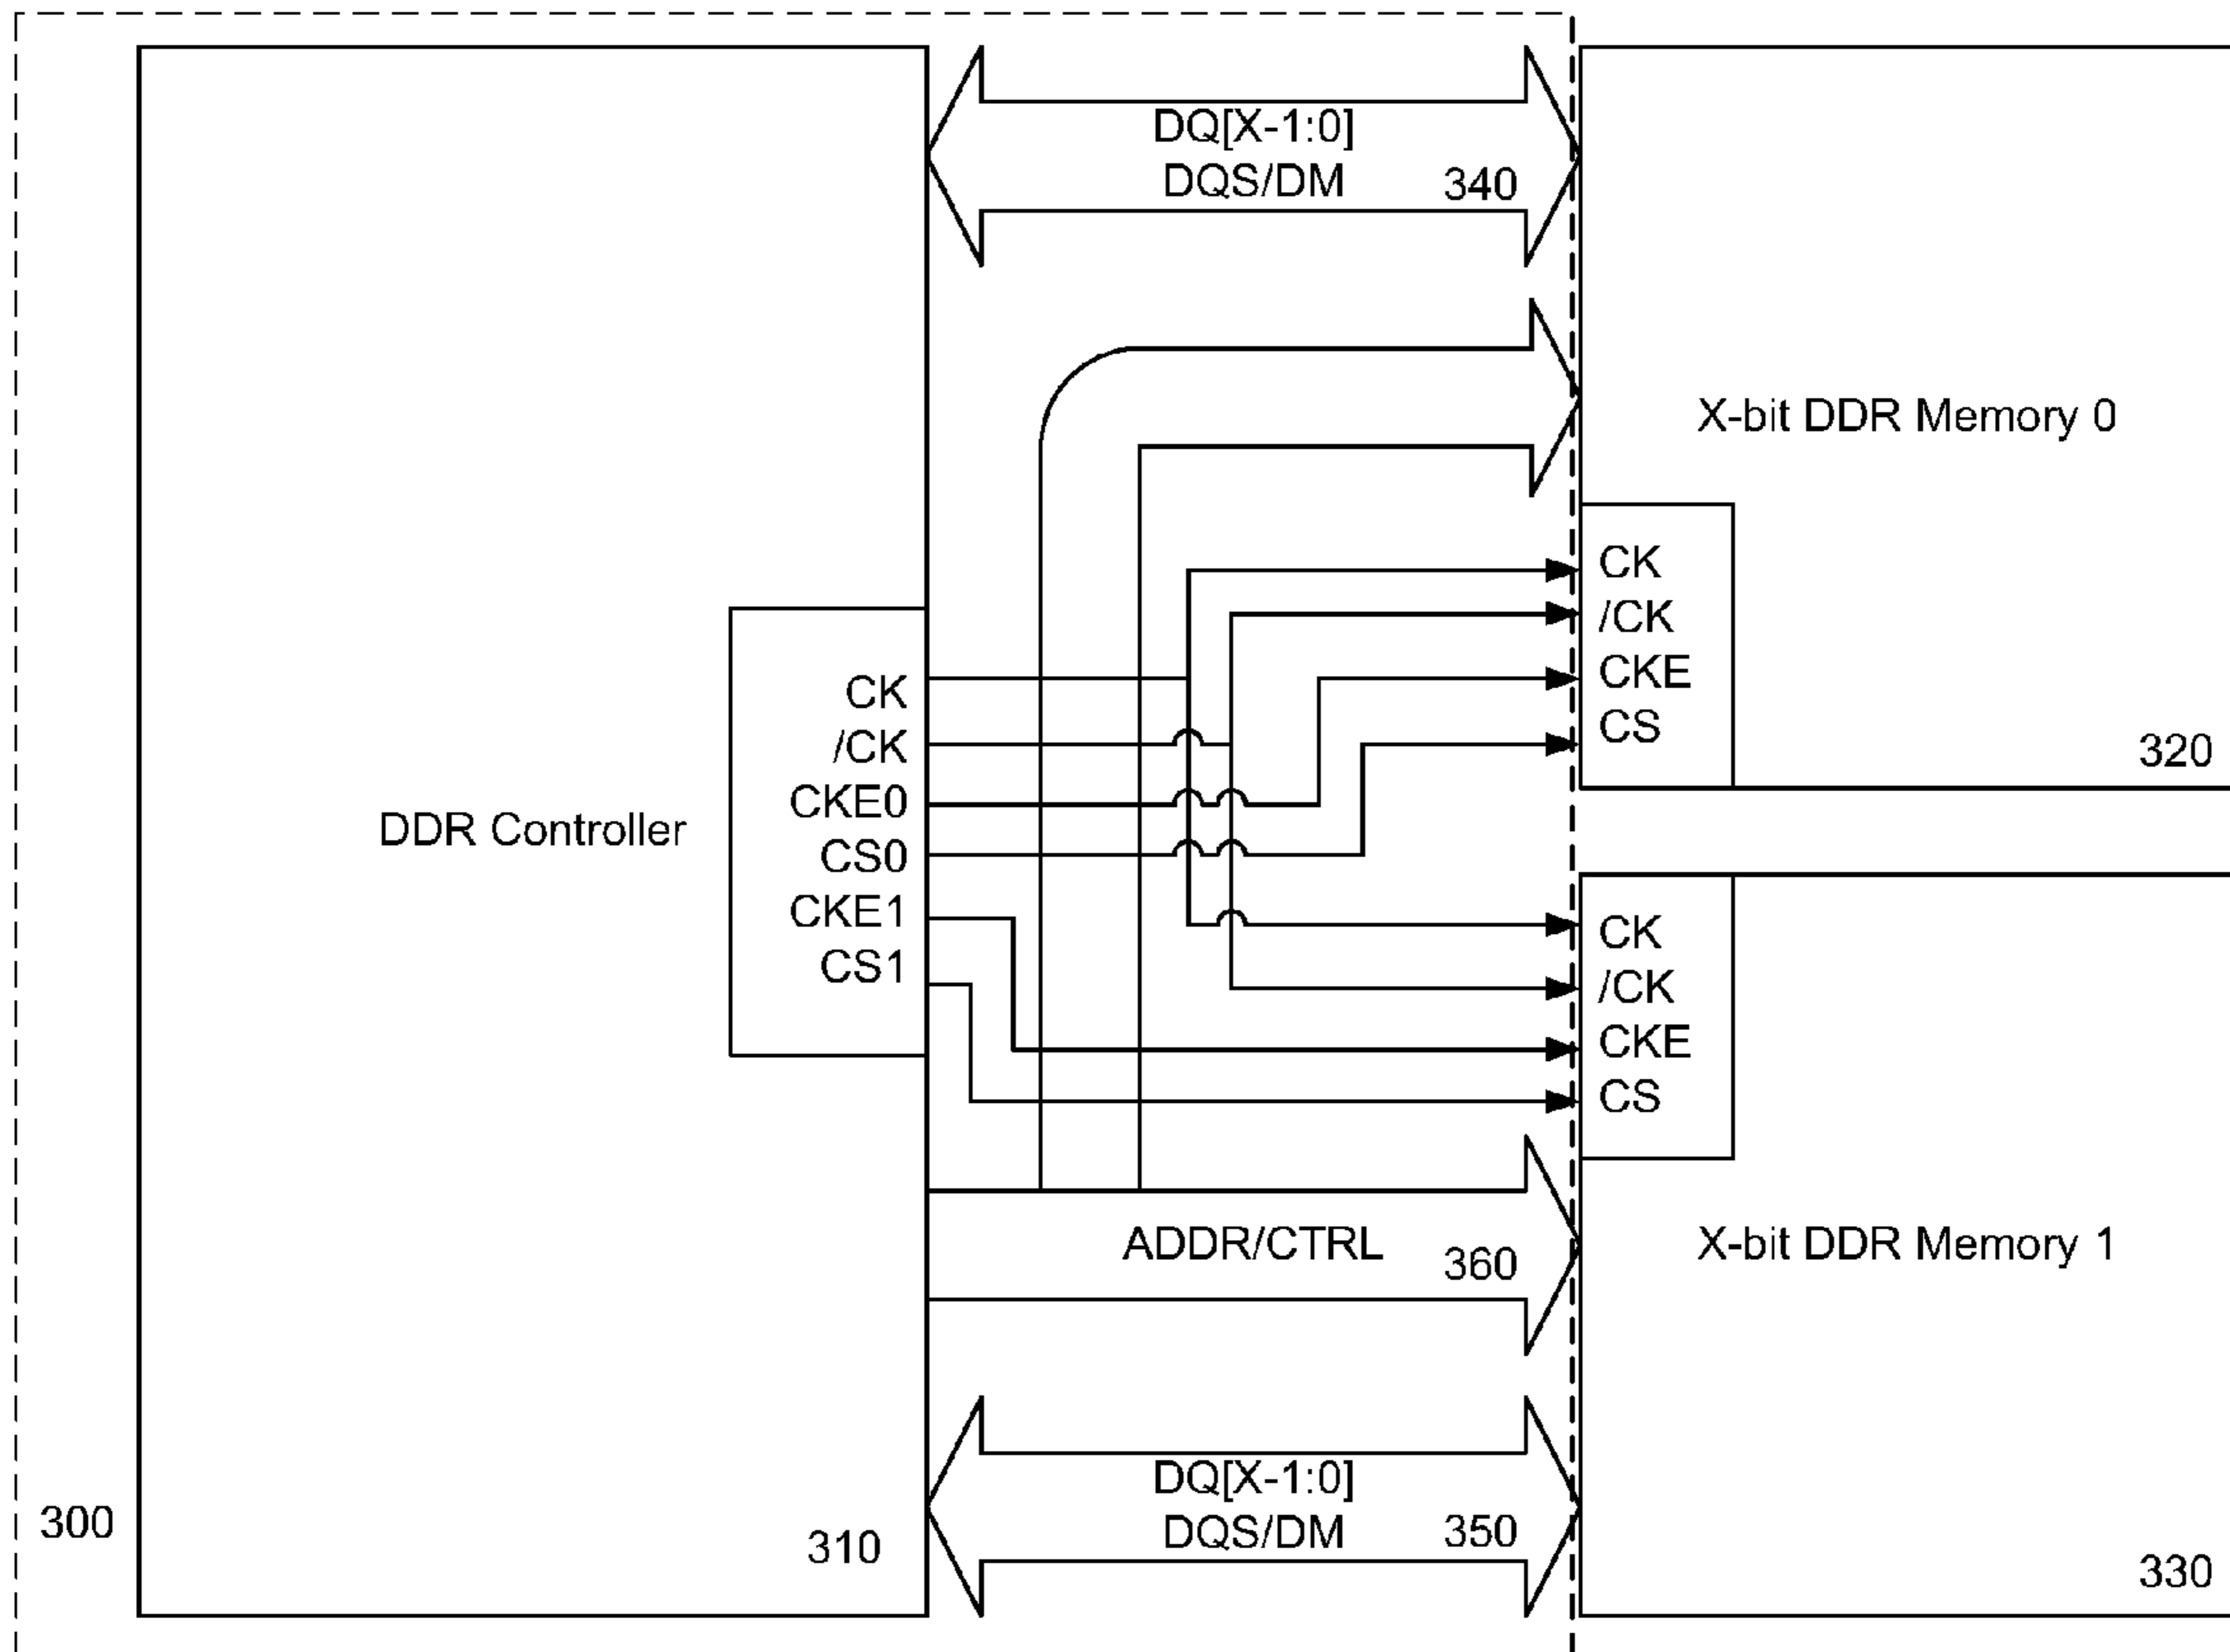 DQ[X-1:0]
DQS/DM
340
X-bit DDR Memory 0
CK
/CK
CKE
CS
320
DDR Controller
CK
/CK
CKE0
CS0
CKE1
CS1
CK
/CK
CKE
CS
ADDR/CTRL
360
X-bit DDR Memory 1
DQ[X-1:0]
DQS/DM
350
300
310
330